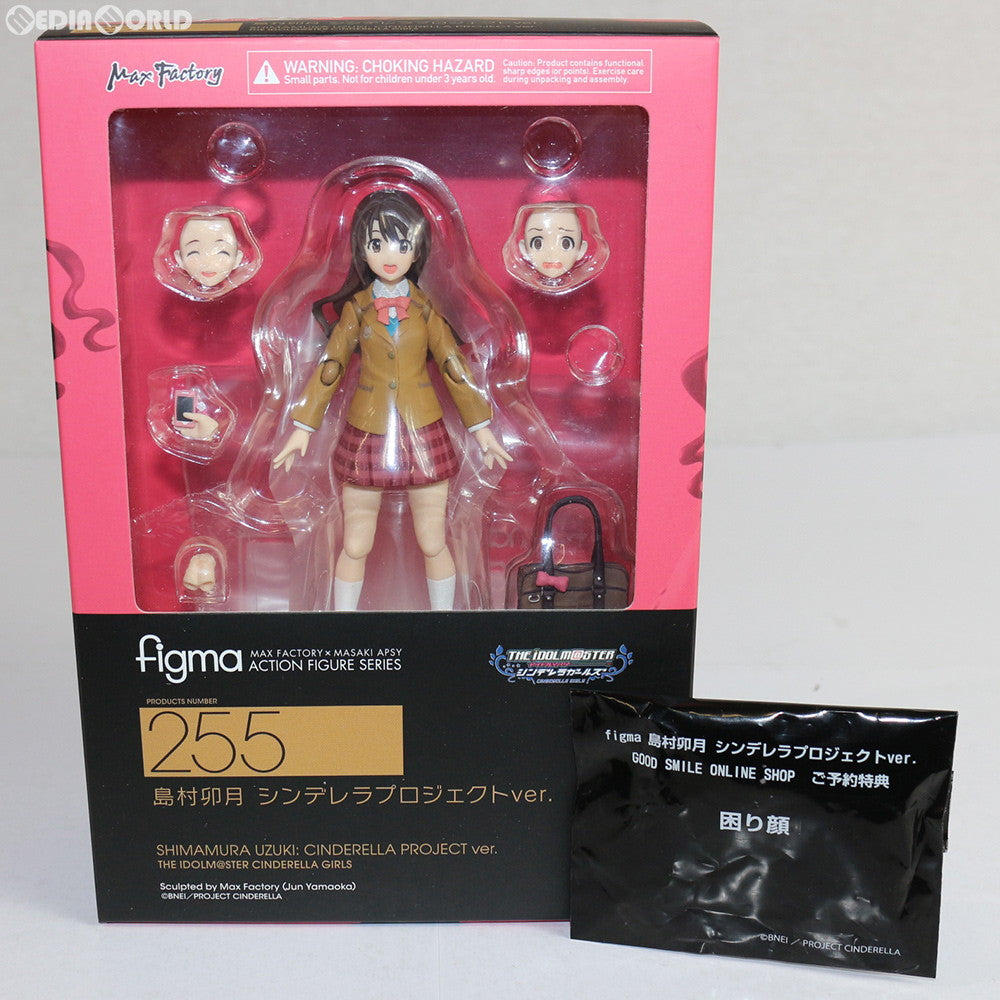 MEDIAWORLD
Max Factory
WARNING: CHOKING HAZARD
Small parts. Not for children under 3 years old.
Caution: Product contains functional
sharp edges (or points). Exercise care
during unpacking and assembly.
figma
MAX FACTORY × MASAKI APSY
ACTION FIGURE SERIES
THE IDOLM@STER
シンデレラガールズ
CINDERELLA GIRLS
PRODUCTS NUMBER
255
島村卯月 シンデレラプロジェクトver.
SHIMAMURA UZUKI: CINDERELLA PROJECT ver.
THE IDOLM@STER CINDERELLA GIRLS
Sculpted by Max Factory (Jun Yamaoka)
©BNEI/PROJECT CINDERELLA
figma 島村卯月 シンデレラプロジェクトver.
GOOD SMILE ONLINE SHOP ご予約特典
困り顔
©BNEI／PROJECT CINDERELLA